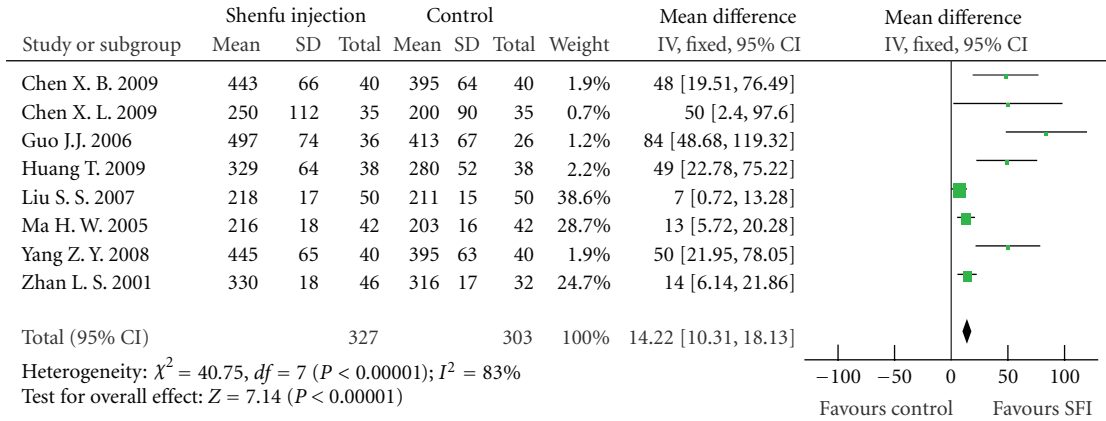 Shenfu injection Control Mean difference Mean difference
Study or subgroup Mean SD Total Mean SD Total Weight IV, fixed, 95% CI IV, fixed, 95% CI
Chen X. B. 2009 443 66 40 395 64 40 1.9% 48 [19.51, 76.49]
Chen X. L. 2009 250 112 35 200 90 35 0.7% 50 [2.4, 97.6]
Guo J.J. 2006 497 74 36 413 67 26 1.2% 84 [48.68, 119.32]
Huang T. 2009 329 64 38 280 52 38 2.2% 49 [22.78, 75.22]
Liu S. S. 2007 218 17 50 211 15 50 38.6% 7 [0.72, 13.28]
Ma H. W. 2005 216 18 42 203 16 42 28.7% 13 [5.72, 20.28]
Yang Z. Y. 2008 445 65 40 395 63 40 1.9% 50 [21.95, 78.05]
Zhan L. S. 2001 330 18 46 316 17 32 24.7% 14 [6.14, 21.86]
Total (95% CI) 327 303 100% 14.22 [10.31, 18.13]
Heterogeneity: χ² = 40.75, df = 7 (P < 0.00001); I² = 83%
Test for overall effect: Z = 7.14 (P < 0.00001)
−100 −50 0 50 100
Favours control Favours SFI